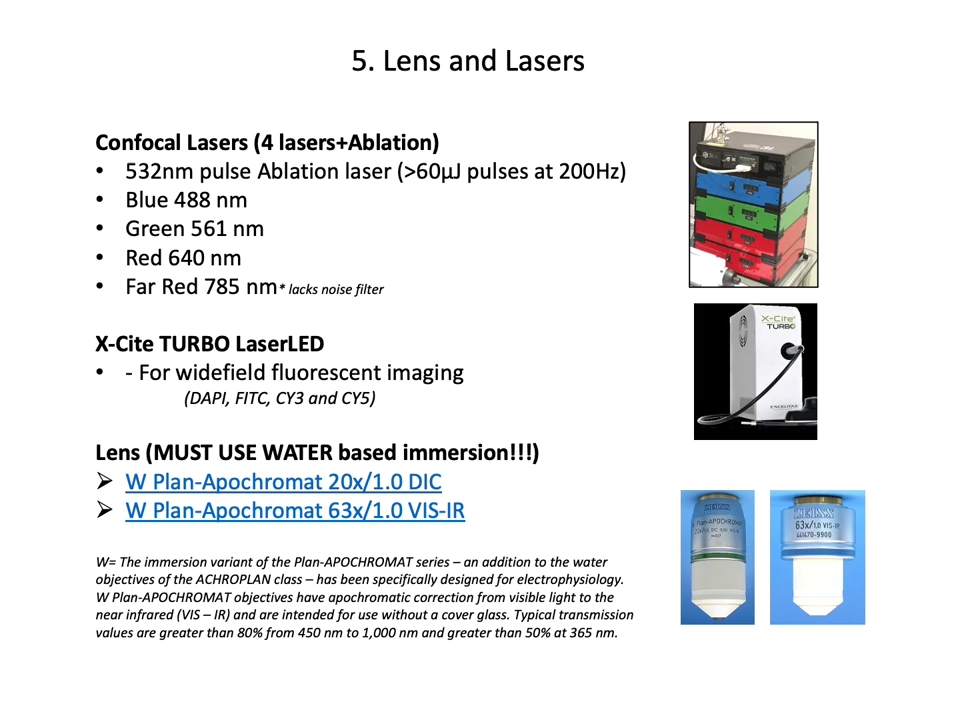 5. Lens and Lasers
Confocal Lasers (4 lasers+Ablation)
• 532nm pulse Ablation laser (>60µJ pulses at 200Hz)
• Blue 488 nm
• Green 561 nm
• Red 640 nm
• Far Red 785 nm* lacks noise filter
X-Cite TURBO LaserLED
• - For widefield fluorescent imaging
(DAPI, FITC, CY3 and CY5)
Lens (MUST USE WATER based immersion!!!)
➢ W Plan-Apochromat 20x/1.0 DIC
➢ W Plan-Apochromat 63x/1.0 VIS-IR
W= The immersion variant of the Plan-APOCHROMAT series – an addition to the water
objectives of the ACHROPLAN class – has been specifically designed for electrophysiology.
W Plan-APOCHROMAT objectives have apochromatic correction from visible light to the
near infrared (VIS – IR) and are intended for use without a cover glass. Typical transmission
values are greater than 80% from 450 nm to 1,000 nm and greater than 50% at 365 nm.
X-Cite
TURBO
EXCELITAS
ZEISS
Plan-APOCHROMAT
ZEISS
63x/1.0 VIS-IR
441470-9900